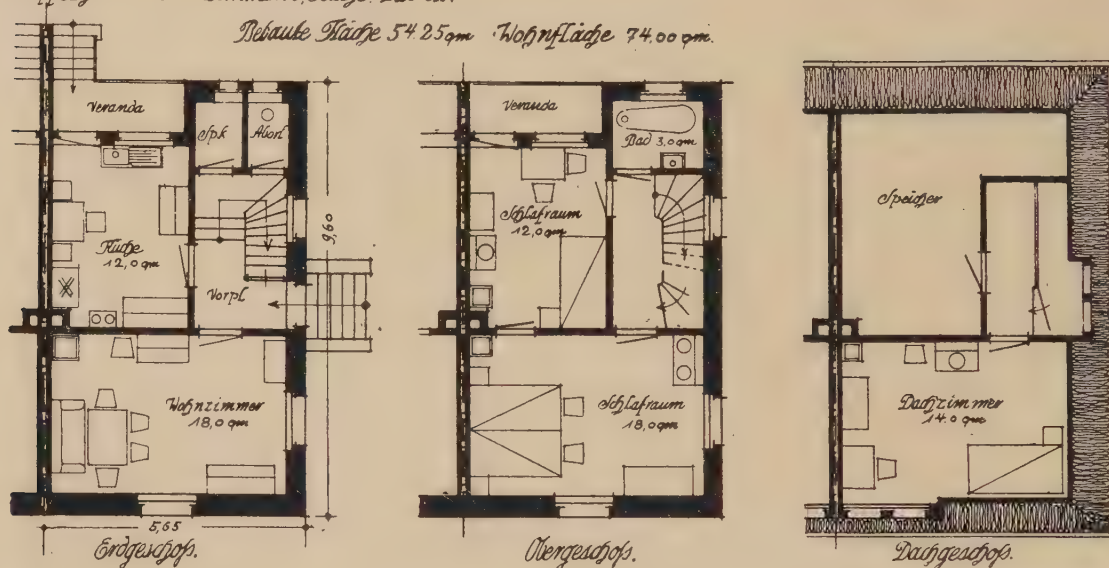 Bebaute Fläche 54.25qm Wohnfläche 74.00 qm.
Veranda
Spk
Abort
Küche
12,0 qm
Vorpl
9,60
Wohnzimmer
18,0 qm
5,65
Erdgeschoß.
Veranda
Bad 3,0 qm
Schlafraum
12,0 qm
Schlafraum
18,0 qm
Obergeschoß.
Speicher
Dachzimmer
14.0 qm
Dachgeschoß.